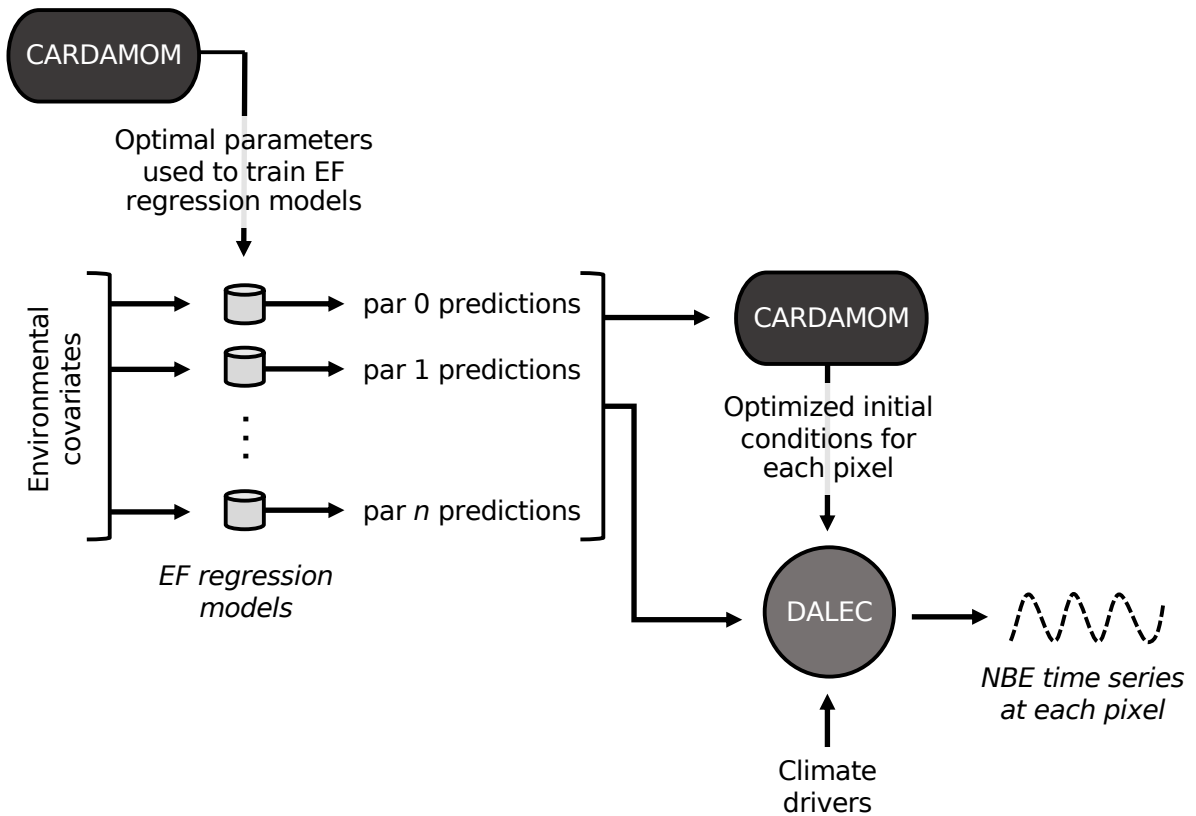 CARDAMOM
Optimal parameters
used to train EF
regression models
Environmental
covariates
par 0 predictions
par 1 predictions
par n predictions
EF regression
models
CARDAMOM
Optimized initial
conditions for
each pixel
DALEC
NBE time series
at each pixel
Climate
drivers